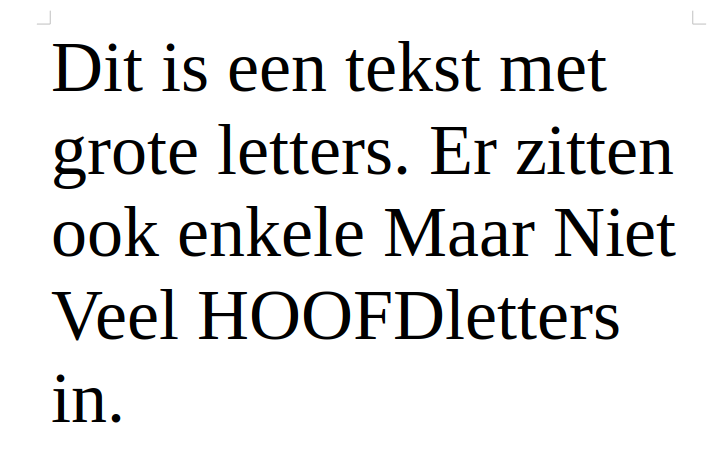 Dit is een tekst met
grote letters. Er zitten
ook enkele Maar Niet
Veel HOOFDletters
in.